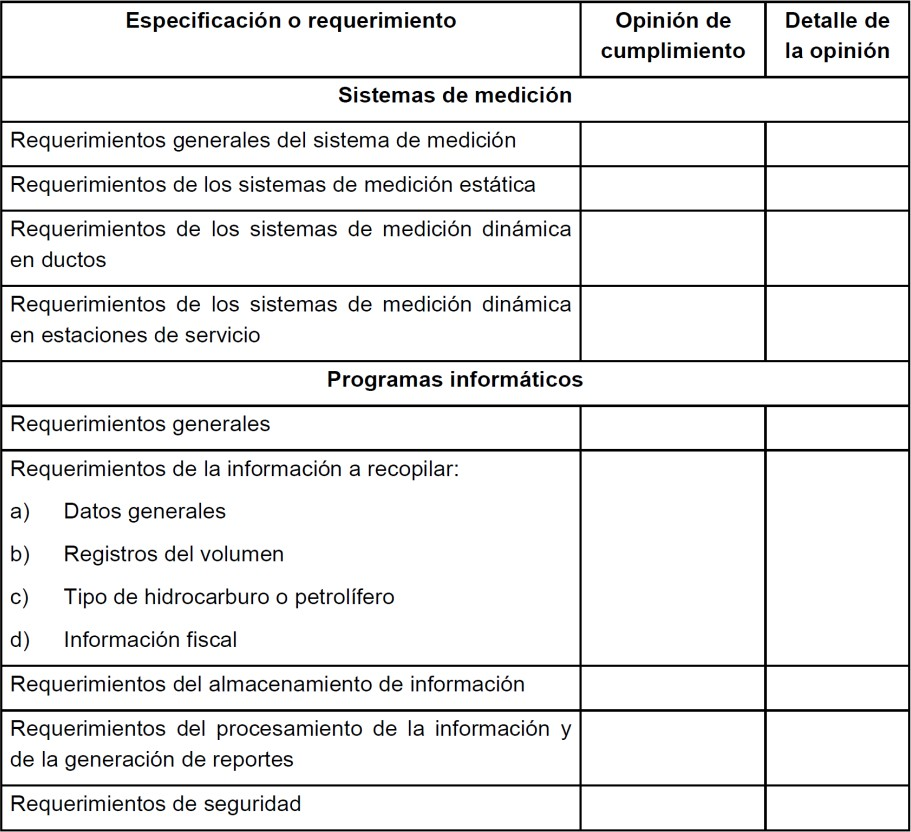 Especificación o requerimiento
Opinión de
cumplimiento
Detalle de
la opinión
Sistemas de medición
Requerimientos generales del sistema de medición
Requerimientos de los sistemas de medición estática
Requerimientos de los sistemas de medición dinámica
en ductos
Requerimientos de los sistemas de medición dinámica
en estaciones de servicio
Programas informáticos
Requerimientos generales
Requerimientos de la información a recopilar:
a) Datos generales
b) Registros del volumen
c) Tipo de hidrocarburo o petrolífero
d) Información fiscal
Requerimientos del almacenamiento de información
Requerimientos del procesamiento de la información y
de la generación de reportes
Requerimientos de seguridad